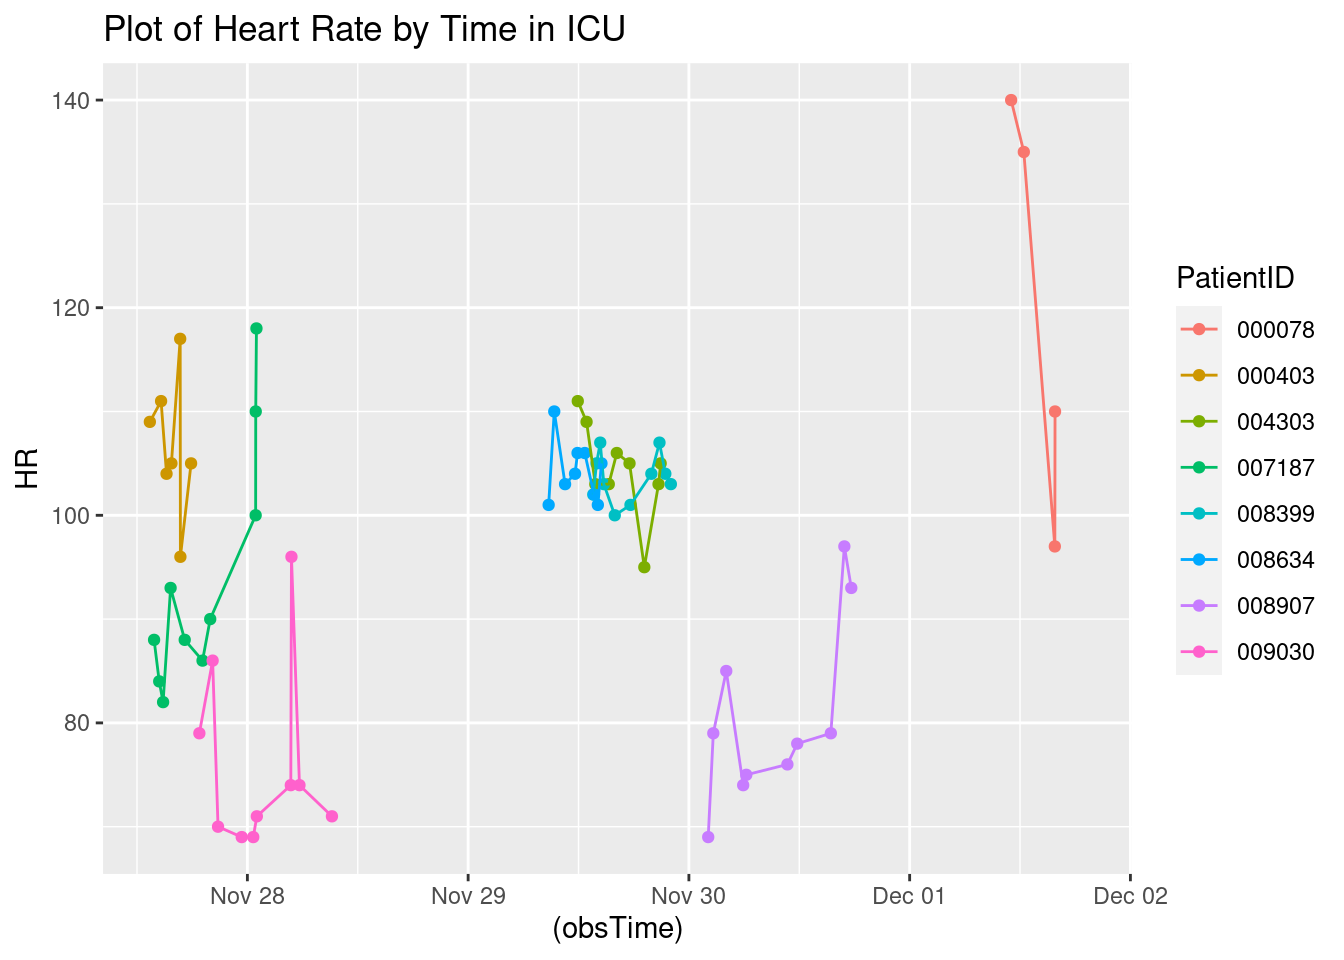 Plot of Heart Rate by Time in ICU
140
120
100
80
HR
Nov 28
Nov 29
Nov 30
Dec 01
Dec 02
(obsTime)
PatientID
000078
000403
004303
007187
008399
008634
008907
009030